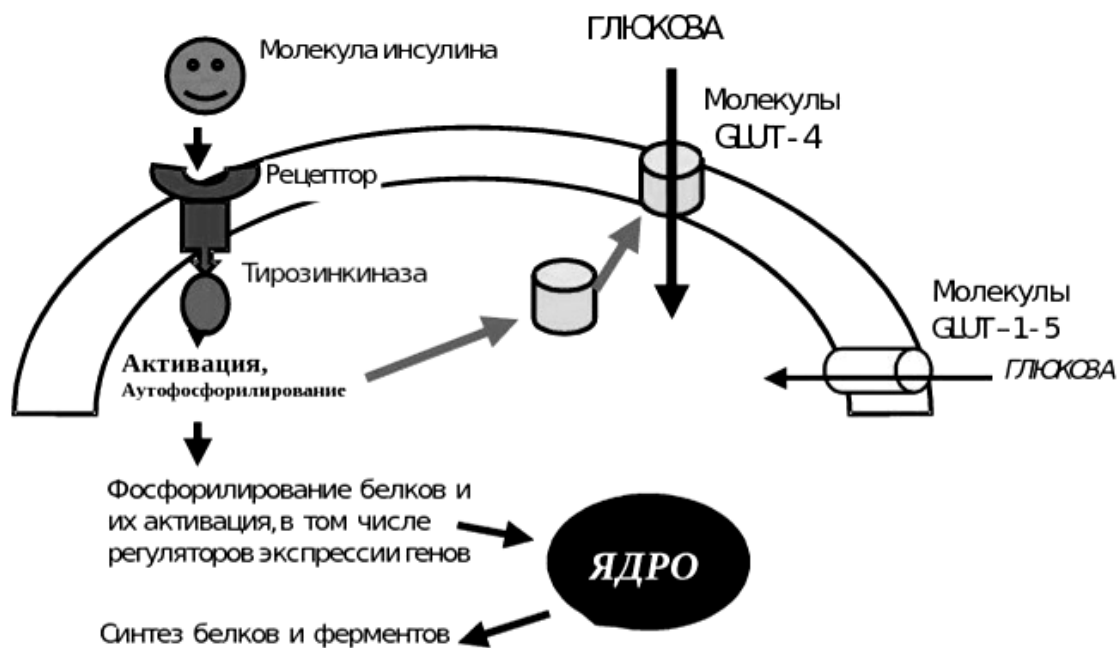 Молекула инсулина
ГЛЮКОЗА
Молекулы
GLUT - 4
Рецептор
Тирозинкиназа
Молекулы
GLUT– 1 - 5
ГЛЮКОЗА
Активация,
Аутофосфорилирование
Фосфорилирование белков и
их активация, в том числе
регуляторов экспрессии генов
ЯДРО
Синтез белков и ферментов